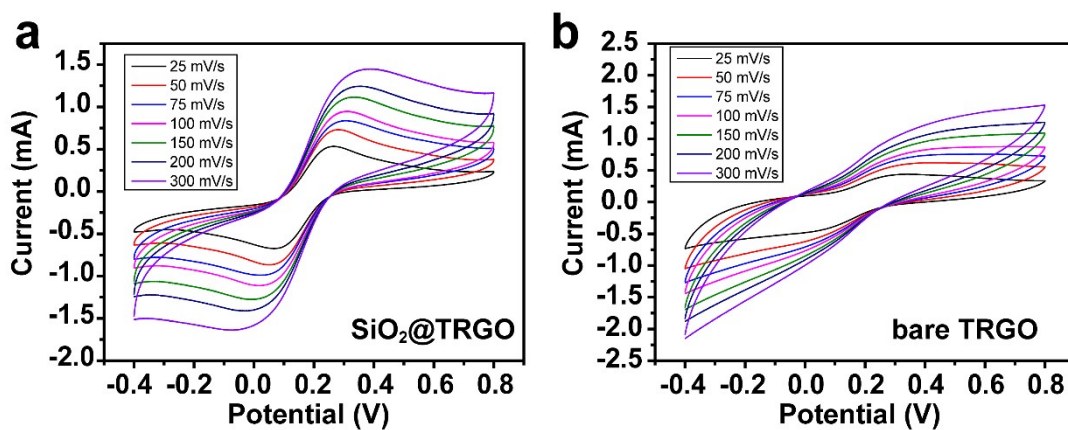 a
Current (mA)
1.5
1.0
0.5
0.0
-0.5
-1.0
-1.5
-2.0
25 mV/s
50 mV/s
75 mV/s
100 mV/s
150 mV/s
200 mV/s
300 mV/s
SiO₂@TRGO
-0.4 -0.2 0.0 0.2 0.4 0.6 0.8
Potential (V)
b
Current (mA)
2.5
2.0
1.5
1.0
0.5
0.0
-0.5
-1.0
-1.5
-2.0
-2.5
25 mV/s
50 mV/s
75 mV/s
100 mV/s
150 mV/s
200 mV/s
300 mV/s
bare TRGO
-0.4 -0.2 0.0 0.2 0.4 0.6 0.8
Potential (V)